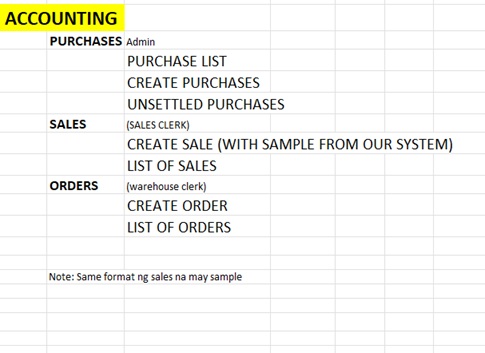 ACCOUNTING
PURCHASES Admin
PURCHASE LIST
CREATE PURCHASES
UNSETTLED PURCHASES
SALES (SALES CLERK)
CREATE SALE (WITH SAMPLE FROM OUR SYSTEM)
LIST OF SALES
ORDERS (warehouse clerk)
CREATE ORDER
LIST OF ORDERS
Note: Same format ng sales na may sample